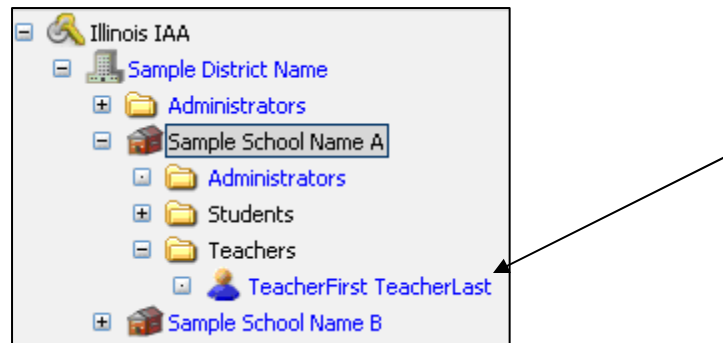 Illinois IAA
Sample District Name
Administrators
Sample School Name A
Administrators
Students
Teachers
TeacherFirst TeacherLast
Sample School Name B